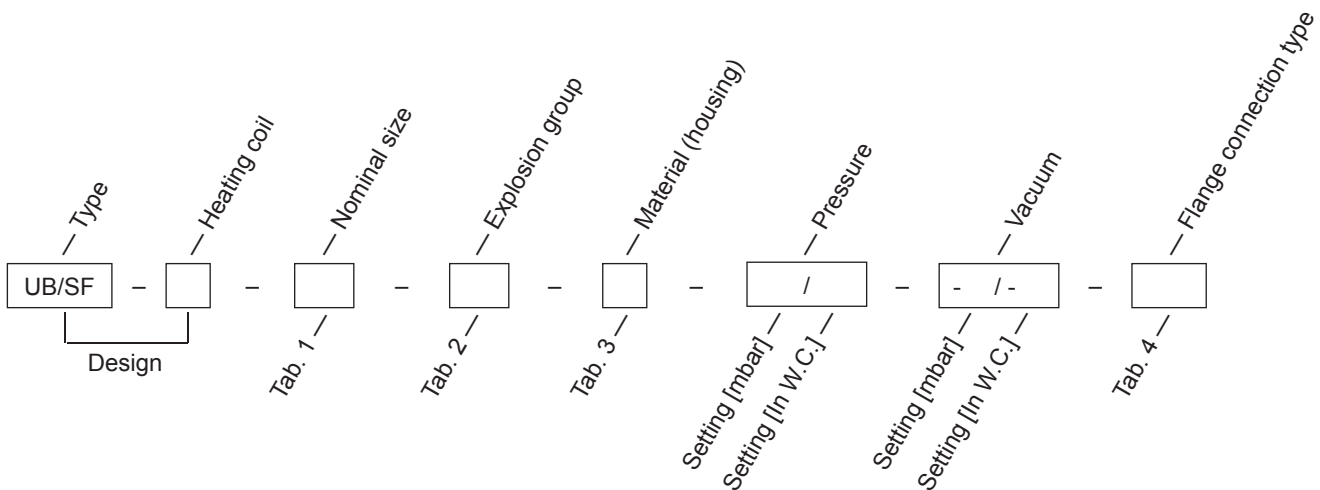 Type
Heating coil
Nominal size
Explosion group
Material (housing)
Pressure
Vacuum
Flange connection type
UB/SF – – – – – / – - / - –
Design
Tab. 1
Tab. 2
Tab. 3
Setting [mbar]
Setting [In W.C.]
Setting [mbar]
Setting [In W.C.]
Tab. 4